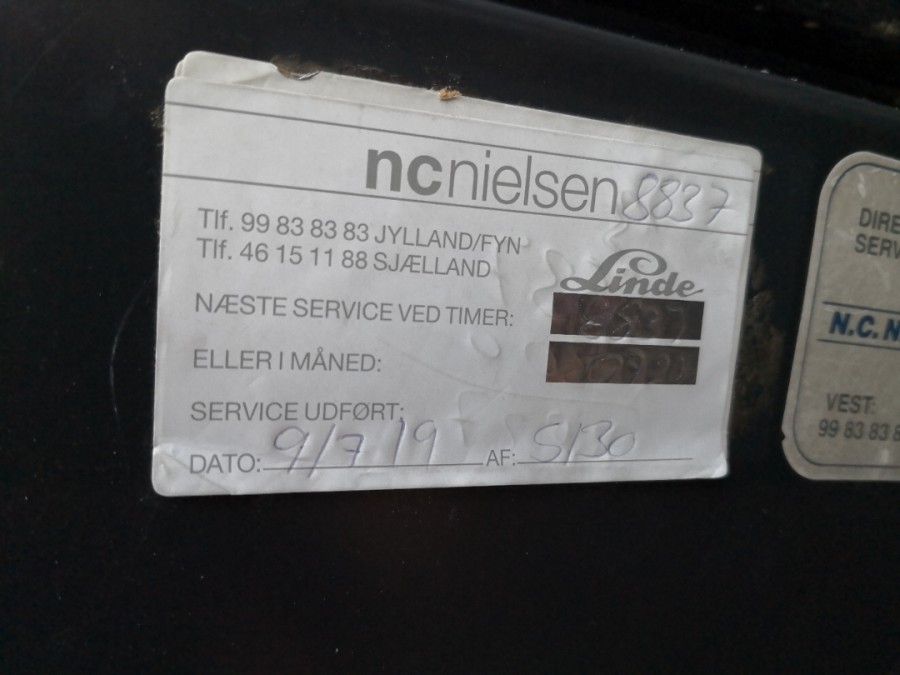 ncnielsen 8837
Tlf. 99 83 83 83 JYLLAND/FYN
Tlf. 46 15 11 88 SJÆLLAND
Linde
NÆSTE SERVICE VED TIMER:
ELLER I MÅNED:
SERVICE UDFØRT:
DATO: 9/7/19 AF: S130
DIRE
SERV
N.C. N
VEST:
99 83 83 8